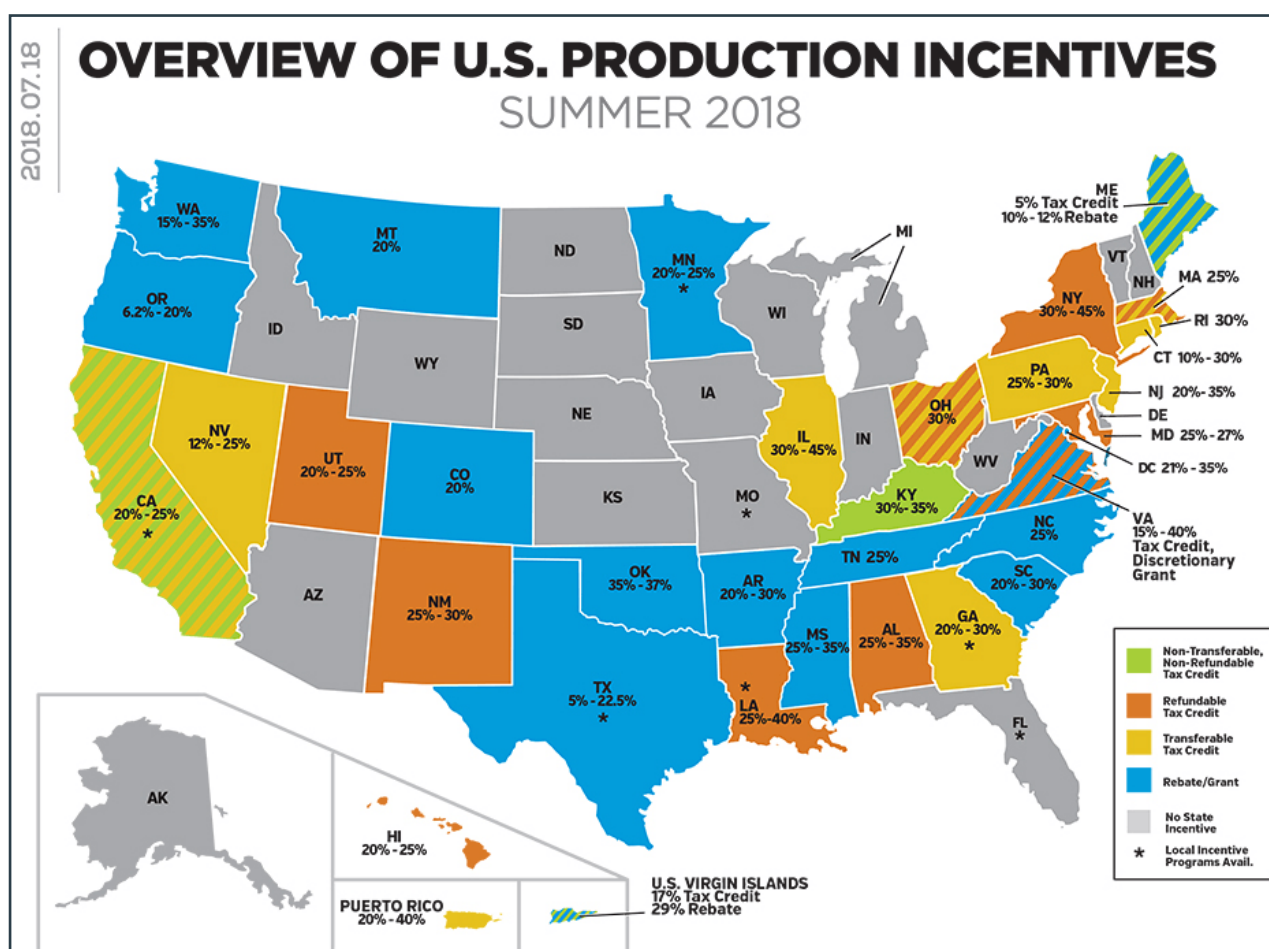 2018.07.18
OVERVIEW OF U.S. PRODUCTION INCENTIVES
SUMMER 2018
WA
15% - 35%
MT
20%
ND
MN
20%-25%
*
MI
ME
5% Tax Credit
10% - 12% Rebate
VT
NH
MA 25%
OR
6.2% - 20%
ID
SD
WI
NY
30% - 45%
RI 30%
WY
CT 10% - 30%
IA
PA
25% - 30%
NE
NJ 20% - 35%
NV
12% - 25%
OH
30%
DE
UT
20% - 25%
IL
30% - 45%
IN
MD 25% - 27%
CO
20%
WV
DC 21% - 35%
CA
20% - 25%
*
KS
MO
*
KY
30% - 35%
VA
15% - 40%
Tax Credit,
Discretionary
Grant
NC
25%
TN 25%
AZ
NM
25% - 30%
OK
35% - 37%
AR
20% - 30%
SC
20% - 30%
MS
25% - 35%
AL
25% - 35%
GA
20% - 30%
*
TX
5% - 22.5%
*
*
LA
25%-40%
FL
*
AK
HI
20% - 25%
PUERTO RICO
20% - 40%
U.S. VIRGIN ISLANDS
17% Tax Credit
29% Rebate
Non-Transferable,
Non-Refundable
Tax Credit
Refundable
Tax Credit
Transferable
Tax Credit
Rebate/Grant
No State
Incentive
* Local Incentive
Programs Avail.